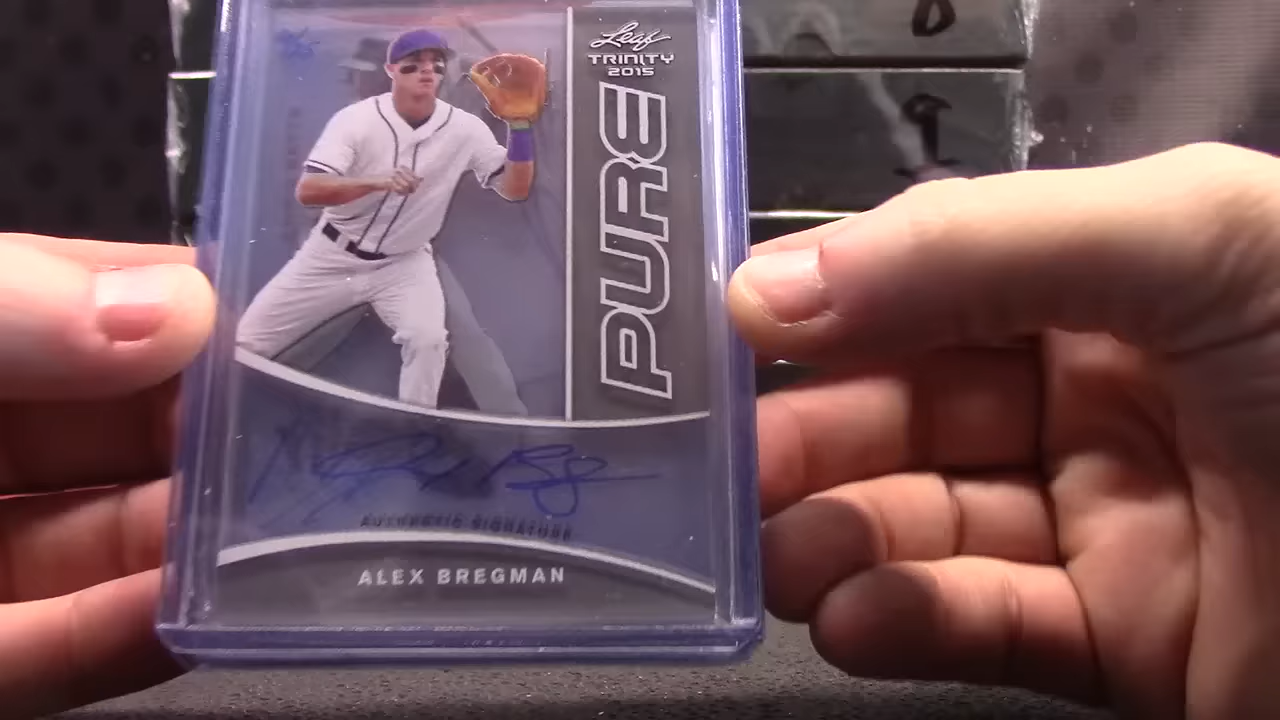 Leaf
TRINITY
2015
PURE
AUTHENTIC SIGNATURE
ALEX BREGMAN